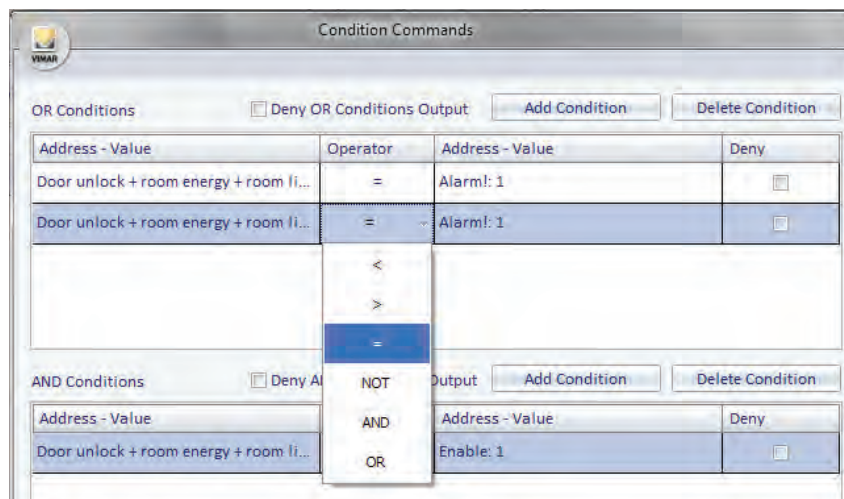 Condition Commands
VIMAR
OR Conditions Deny OR Conditions Output Add Condition Delete Condition
Address - Value Operator Address - Value Deny
Door unlock + room energy + room li... = Alarm!: 1
Door unlock + room energy + room li... = Alarm!: 1
<
>
=
AND Conditions Deny A Output Add Condition Delete Condition
NOT
Address - Value Address - Value Deny
AND
Door unlock + room energy + room li... Enable: 1
OR